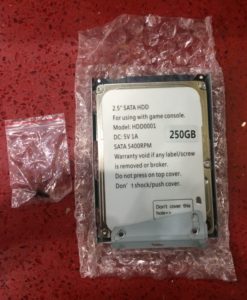 2.5" SATA HDD
For using with game console.
Model: HDD0001
DC: 5V 1A
250GB
SATA 5400RPM
Warranty void if any label/screw
is removed or broker.
Do not press on top cover.
Don't shock/push cover.
Don't cover this
hole>>